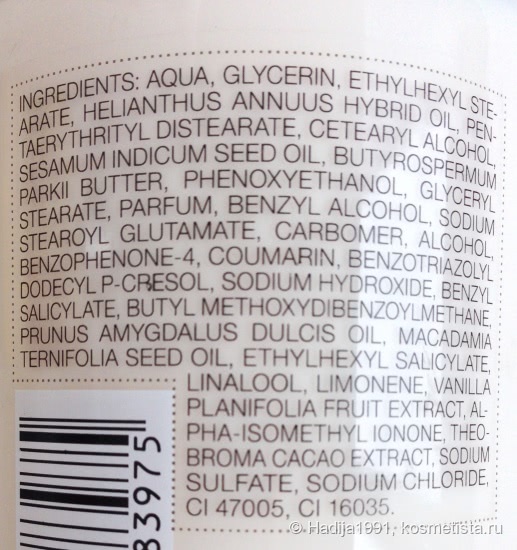 INGREDIENTS: AQUA, GLYCERIN, ETHYLHEXYL STE-
ARATE, HELIANTHUS ANNUUS HYBRID OIL, PEN-
TAERYTHRITYL DISTEARATE, CETEARYL ALCOHOL,
SESAMUM INDICUM SEED OIL, BUTYROSPERMUM
PARKII BUTTER, PHENOXYETHANOL, GLYCERYL
STEARATE, PARFUM, BENZYL ALCOHOL, SODIUM
STEAROYL GLUTAMATE, CARBOMER, ALCOHOL,
BENZOPHENONE-4, COUMARIN, BENZOTRIAZOLYL
DODECYL P-CRESOL, SODIUM HYDROXIDE, BENZYL
SALICYLATE, BUTYL METHOXYDIBENZOYLMETHANE,
PRUNUS AMYGDALUS DULCIS OIL, MACADAMIA
TERNIFOLIA SEED OIL, ETHYLHEXYL SALICYLATE,
LINALOOL, LIMONENE, VANILLA
PLANIFOLIA FRUIT EXTRACT, AL-
PHA-ISOMETHYL IONONE, THEO-
BROMA CACAO EXTRACT, SODIUM
SULFATE, SODIUM CHLORIDE,
CI 47005, CI 16035.
83975
© Hadija1991, kosmetista.ru